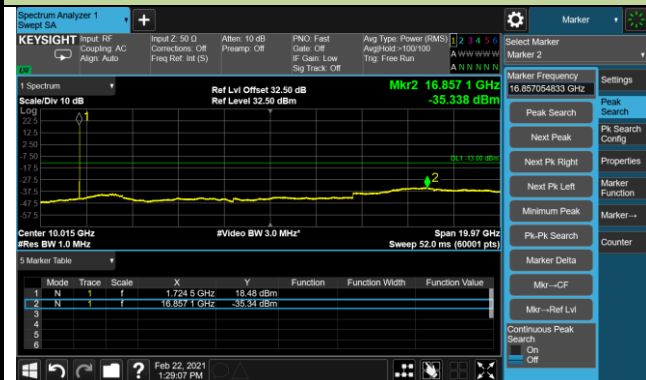 Spectrum Analyzer 1
Swept SA
+
Marker
KEYSIGHT Input: RF
Coupling: AC
Align: Auto
Input Z: 50 Ω
Corrections: Off
Freq Ref: Int (S)
Atten: 10 dB
Preamp: Off
PNO: Fast
Gate: Off
IF Gain: Low
Sig Track: Off
Avg Type: Power (RMS)
Avg|Hold:>100/100
Trig: Free Run
1 2 3 4 5 6
A W W W W W
A N N N N N
Select Marker
Marker 2
1 Spectrum
Scale/Div 10 dB
Log
Ref Lvl Offset 32.50 dB
Ref Level 32.50 dBm
Mkr2 16.857 1 GHz
-35.338 dBm
22.5
12.5
2.50
-7.50
-17.5
-27.5
-37.5
-47.5
-57.5
1
DL1 -13.00 dBm
2
Center 10.015 GHz
#Res BW 1.0 MHz
#Video BW 3.0 MHz*
Span 19.97 GHz
Sweep 52.0 ms (60001 pts)
5 Marker Table
Mode Trace Scale X Y Function Function Width Function Value
1 N 1 f 1.724 5 GHz 18.48 dBm
2 N 1 f 16.857 1 GHz -35.34 dBm
3
4
5
6
Marker Frequency
16.857054833 GHz
Peak Search
Next Peak
Next Pk Right
Next Pk Left
Minimum Peak
Pk-Pk Search
Marker Delta
Mkr→CF
Mkr→Ref Lvl
Continuous Peak
Search
On
Off
Settings
Peak
Search
Pk Search
Config
Properties
Marker
Function
Marker→
Counter
?
Feb 22, 2021
1:29:07 PM